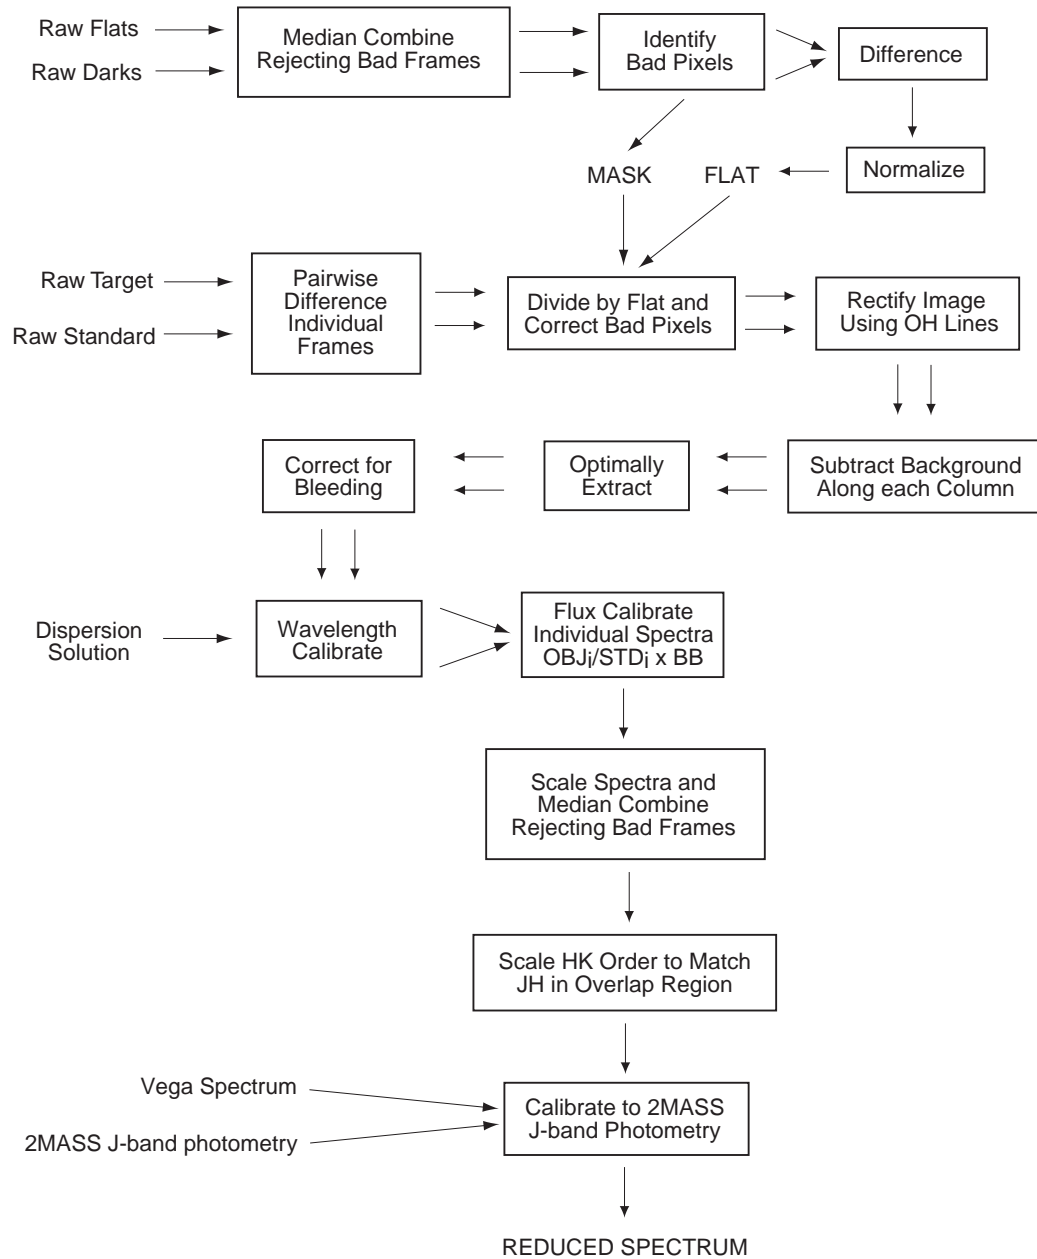 Raw Flats
Raw Darks
Median Combine
Rejecting Bad Frames
Identify
Bad Pixels
Difference
Normalize
MASK
FLAT
Raw Target
Raw Standard
Pairwise
Difference
Individual
Frames
Divide by Flat and
Correct Bad Pixels
Rectify Image
Using OH Lines
Correct for
Bleeding
Optimally
Extract
Subtract Background
Along each Column
Dispersion
Solution
Wavelength
Calibrate
Flux Calibrate
Individual Spectra
OBJi/STDi x BB
Scale Spectra and
Median Combine
Rejecting Bad Frames
Scale HK Order to Match
JH in Overlap Region
Vega Spectrum
2MASS J-band photometry
Calibrate to 2MASS
J-band Photometry
REDUCED SPECTRUM